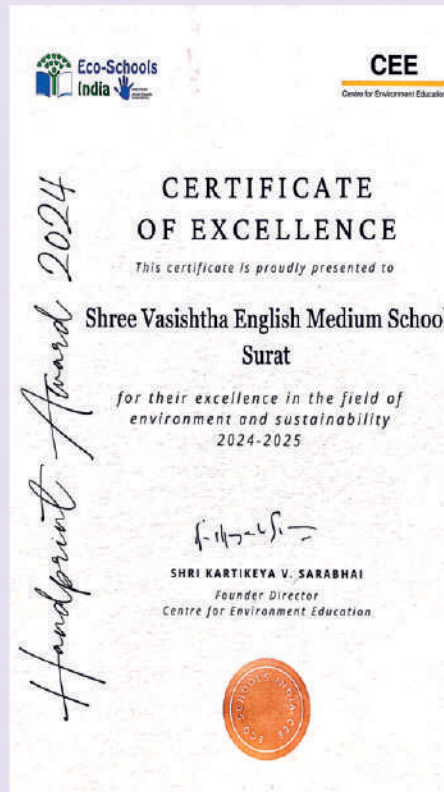 Eco-Schools
India
CEE
Centre for Environment Education
Handprint Award 2024
CERTIFICATE
OF EXCELLENCE
This certificate is proudly presented to
Shree Vasishtha English Medium School
Surat
for their excellence in the field of
environment and sustainability
2024-2025
SHRI KARTIKEYA V. SARABHAI
Founder Director
Centre for Environment Education
ECO SCHOOLS INDIA CEE